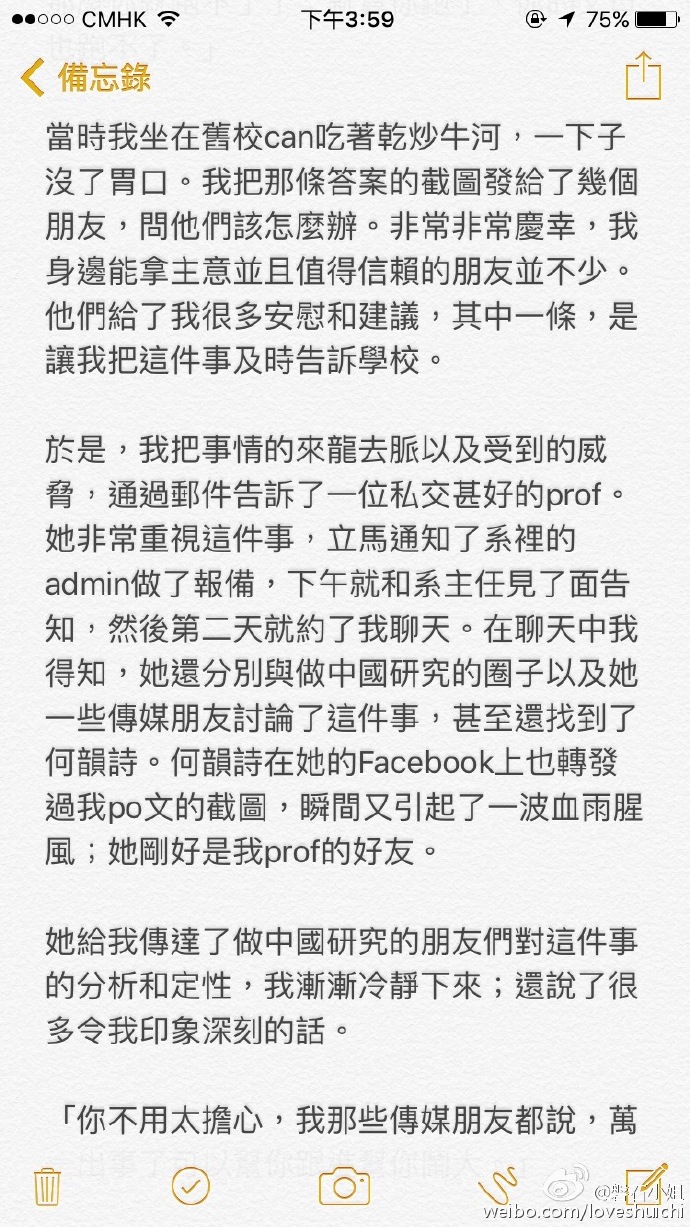 CMHK 下午3:59 75%
備忘錄
當時我坐在舊校can吃著乾炒牛河，一下子
沒了胃口。我把那條答案的截圖發給了幾個
朋友，問他們該怎麼辦。非常非常慶幸，我
身邊能拿主意並且值得信賴的朋友並不少。
他們給了我很多安慰和建議，其中一條，是
讓我把這件事及時告訴學校。
於是，我把事情的來龍去脈以及受到的威
脅，通過郵件告訴了一位私交甚好的prof。
她非常重視這件事，立馬通知了系裡的
admin做了報備，下午就和系主任見了面告
知，然後第二天就約了我聊天。在聊天中我
得知，她還分別與做中國研究的圈子以及她
一些傳媒朋友討論了這件事，甚至還找到了
何韻詩。何韻詩在她的Facebook上也轉發
過我po文的截圖，瞬間又引起了一波血雨腥
風；她剛好是我prof的好友。
她給我傳達了做中國研究的朋友們對這件事
的分析和定性，我漸漸冷靜下來；還說了很
多令我印象深刻的話。
「你不用太擔心，我那些傳媒朋友都說，萬
weibo.com/loveshuichi